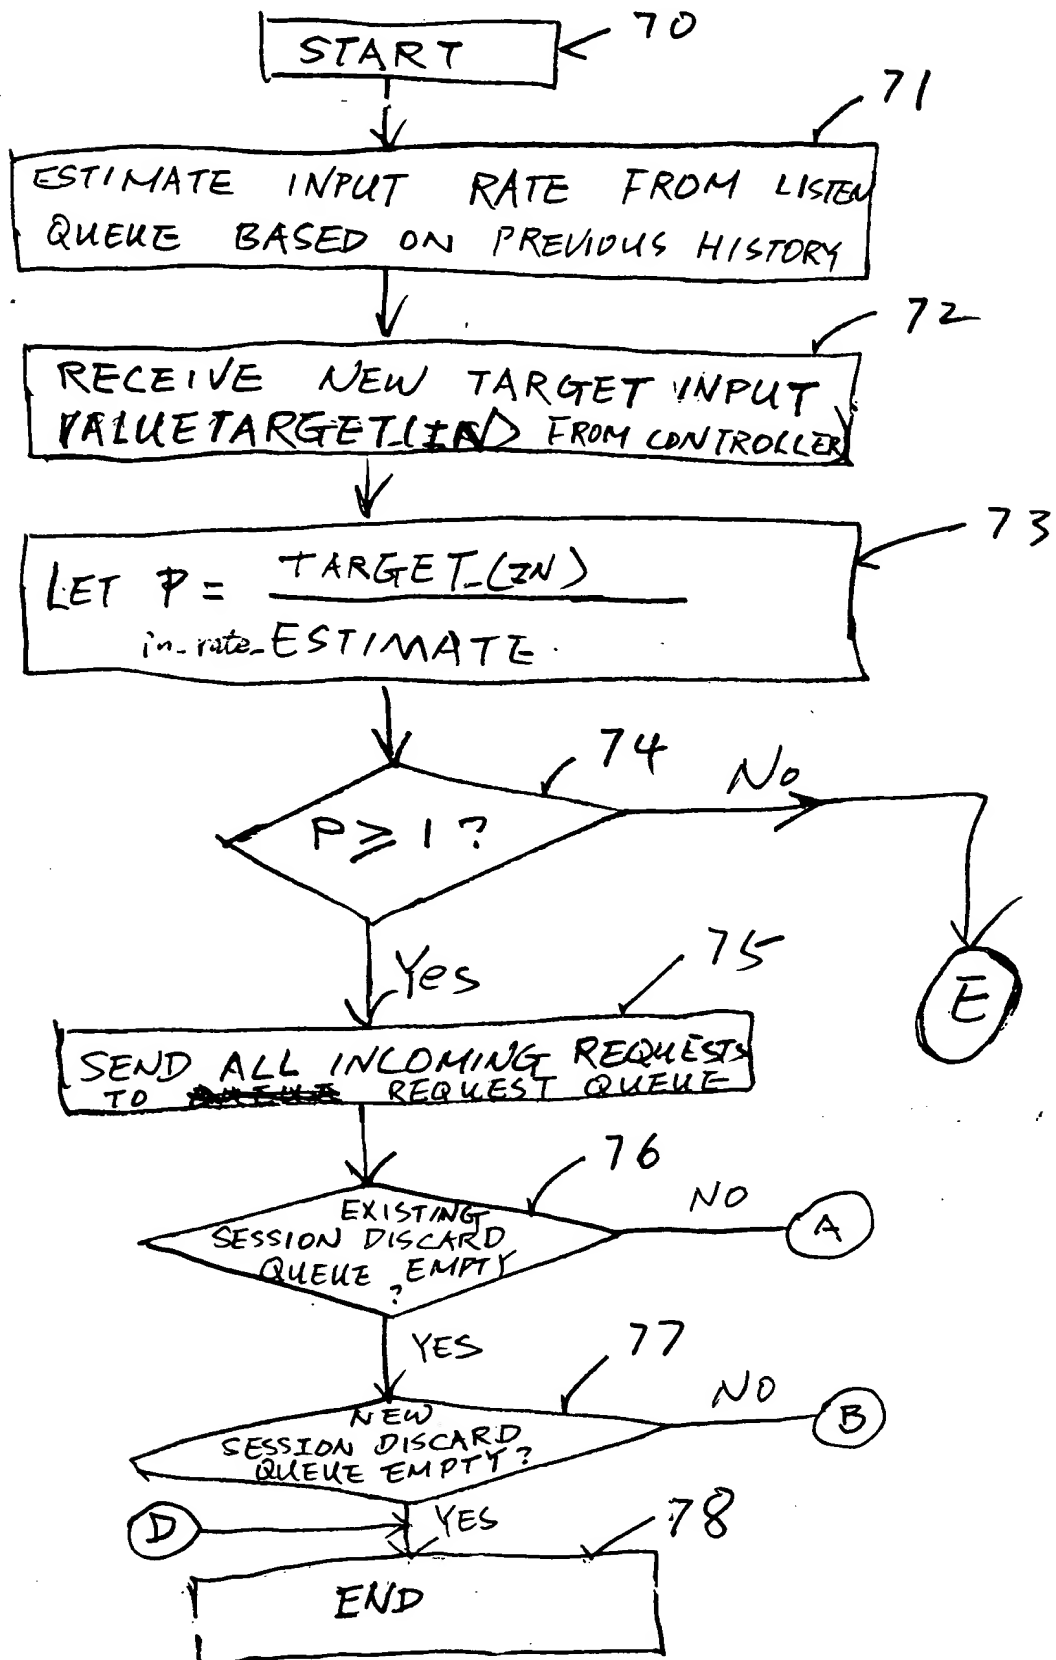 START
70
71
ESTIMATE INPUT RATE FROM LISTEN
QUEUE BASED ON PREVIOUS HISTORY
72
RECEIVE NEW TARGET INPUT
VALUE TARGET_(IN) FROM CONTROLLER
73
LET P = TARGET_(IN)
in_rate_ESTIMATE
74
P ≥ 1 ?
No
E
Yes
75
SEND ALL INCOMING REQUESTS
TO REQUEST QUEUE
76
EXISTING
SESSION DISCARD
QUEUE EMPTY
?
NO
A
YES
77
NEW
SESSION DISCARD
QUEUE EMPTY?
NO
B
D
YES
78
END